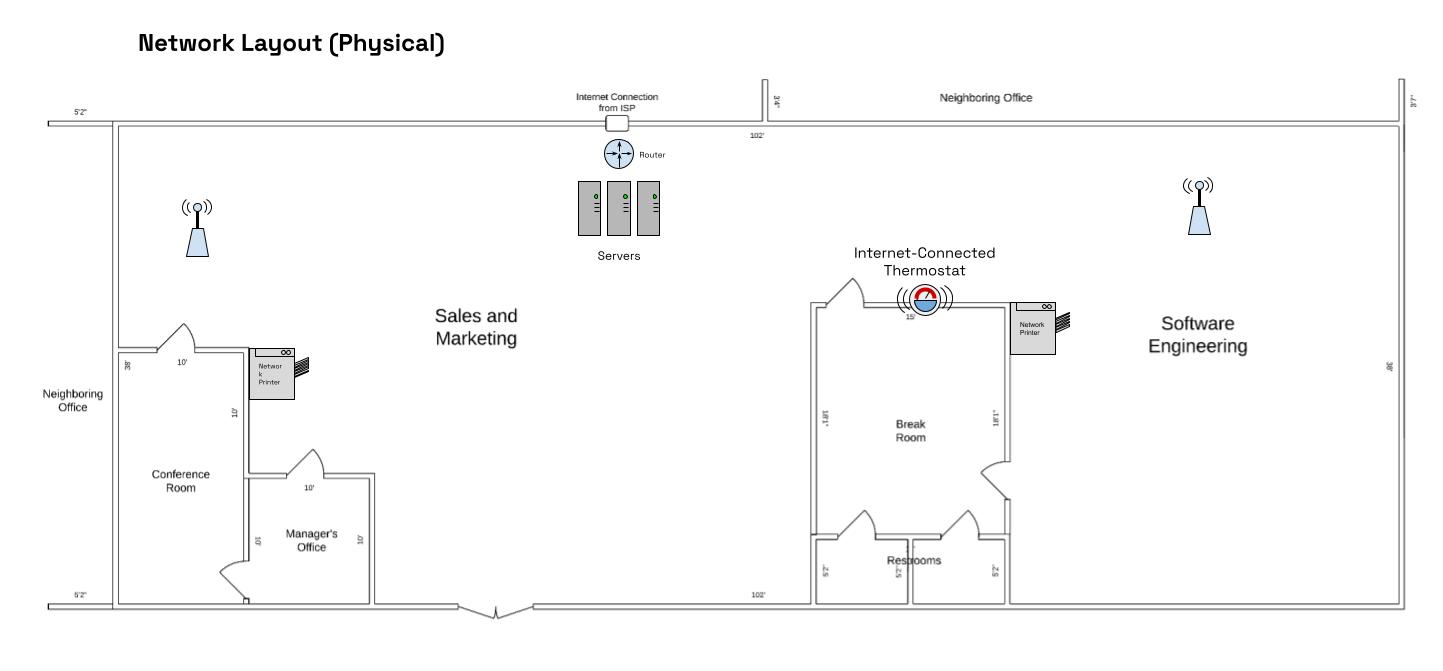 Network Layout (Physical)
Internet Connection
from ISP
Neighboring Office
5'2"
3'4"
3'7"
102'
Router
Servers
Internet-Connected
Thermostat
15'
Sales and
Marketing
Software
Engineering
Network
Printer
38'
10'
Networ
k
Printer
38'
Neighboring
Office
10'
18'1"
18'1"
Break
Room
Conference
Room
10'
Manager's
Office
10'
10'
Restrooms
5'2"
5'2"
5'2"
5'2"
102'